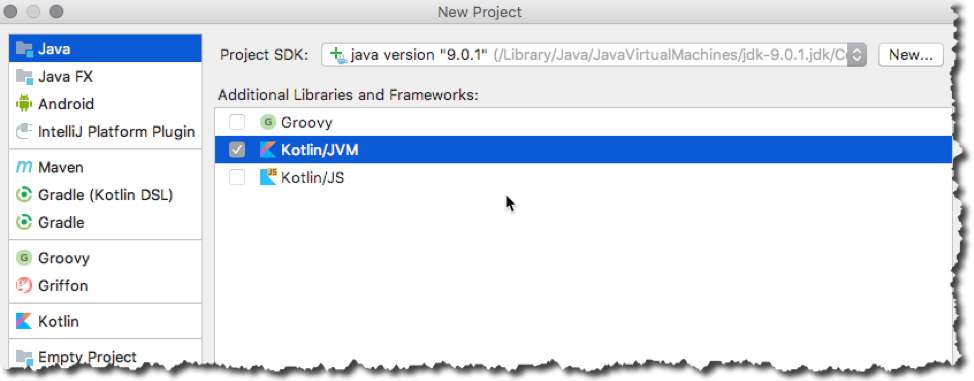 New Project
Java
Java FX
Android
IntelliJ Platform Plugin
Maven
Gradle (Kotlin DSL)
Gradle
Groovy
Griffon
Kotlin
Empty Project
Project SDK: java version "9.0.1" (/Library/Java/JavaVirtualMachines/jdk-9.0.1.jdk/C New...
Additional Libraries and Frameworks:
G Groovy
Kotlin/JVM
JS Kotlin/JS